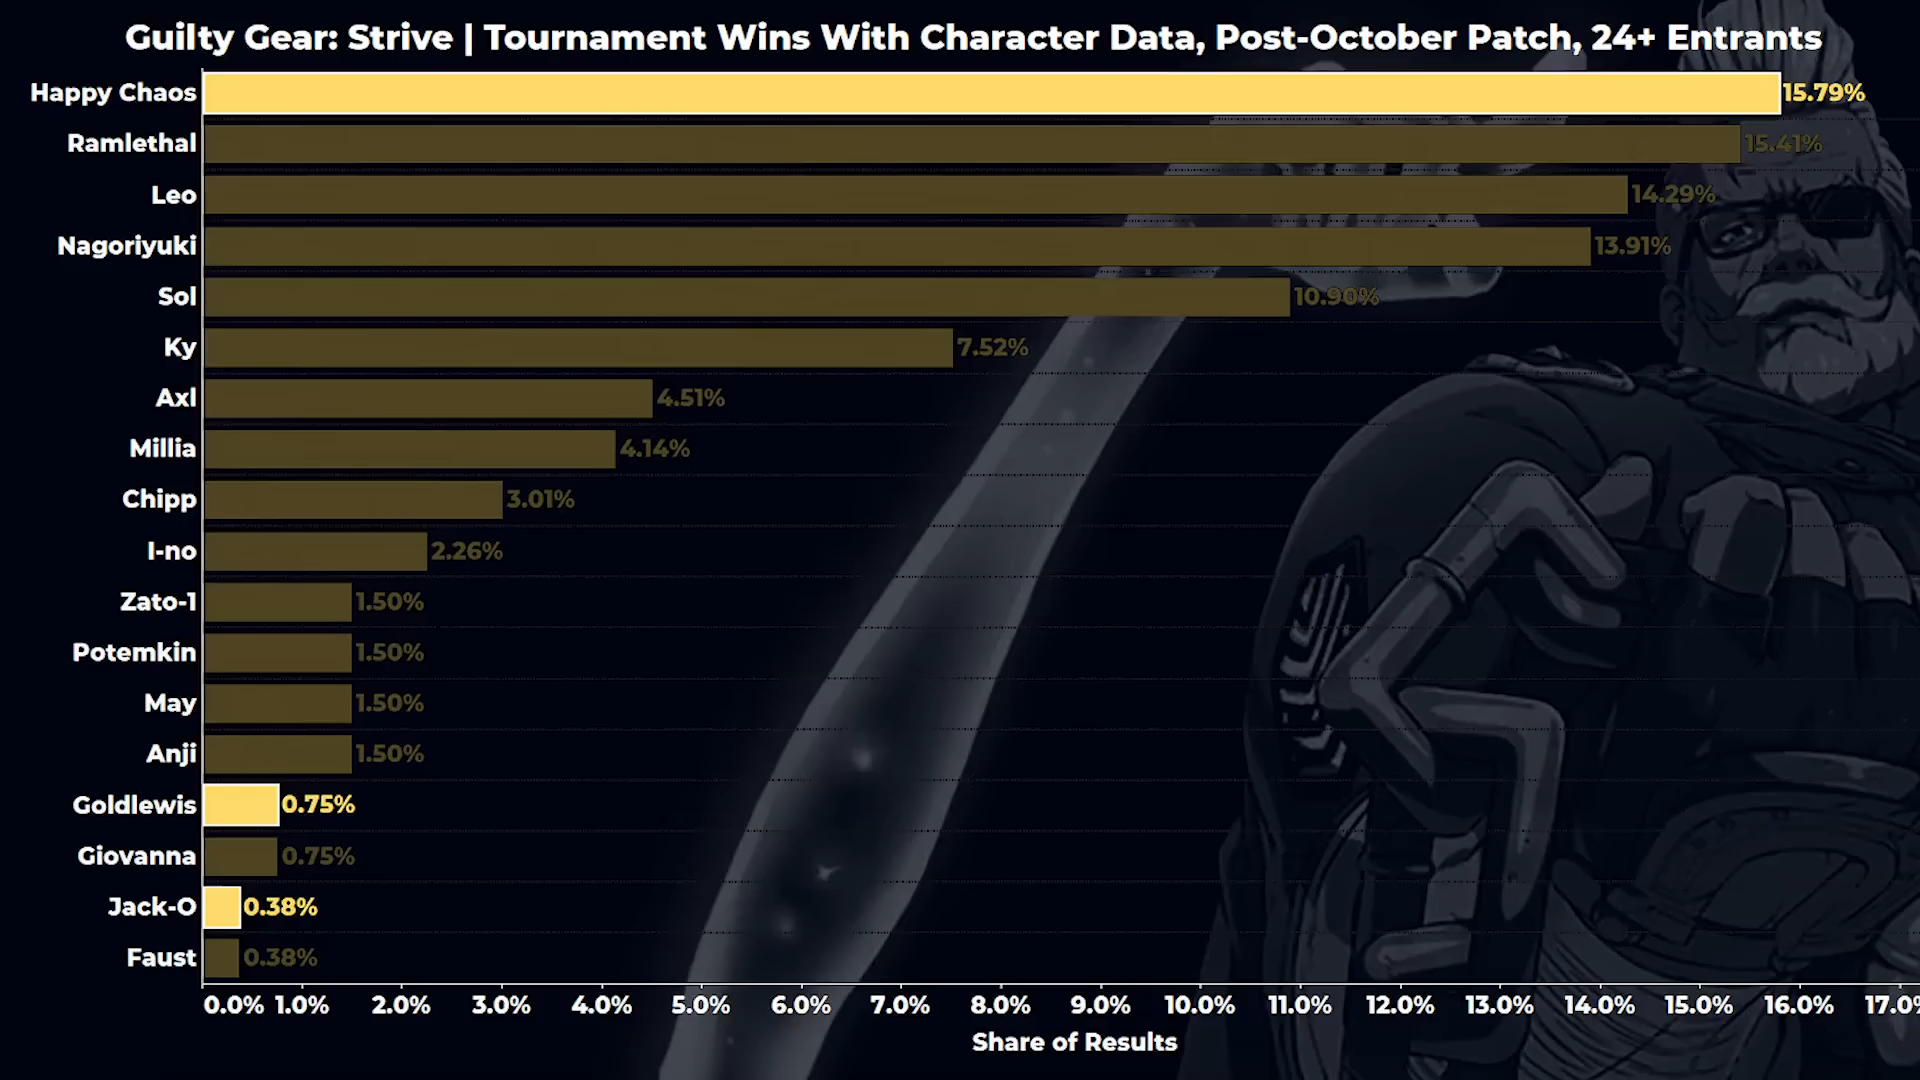 Guilty Gear: Strive | Tournament Wins With Character Data, Post-October Patch, 24+ Entrants
Happy Chaos 15.79%
Ramlethal 15.41%
Leo 14.29%
Nagoriyuki 13.91%
Sol 10.90%
Ky 7.52%
Axl 4.51%
Millia 4.14%
Chipp 3.01%
I-no 2.26%
Zato-1 1.50%
Potemkin 1.50%
May 1.50%
Anji 1.50%
Goldlewis 0.75%
Giovanna 0.75%
Jack-O 0.38%
Faust 0.38%
0.0% 1.0% 2.0% 3.0% 4.0% 5.0% 6.0% 7.0% 8.0% 9.0% 10.0% 11.0% 12.0% 13.0% 14.0% 15.0% 16.0% 17.0%
Share of Results